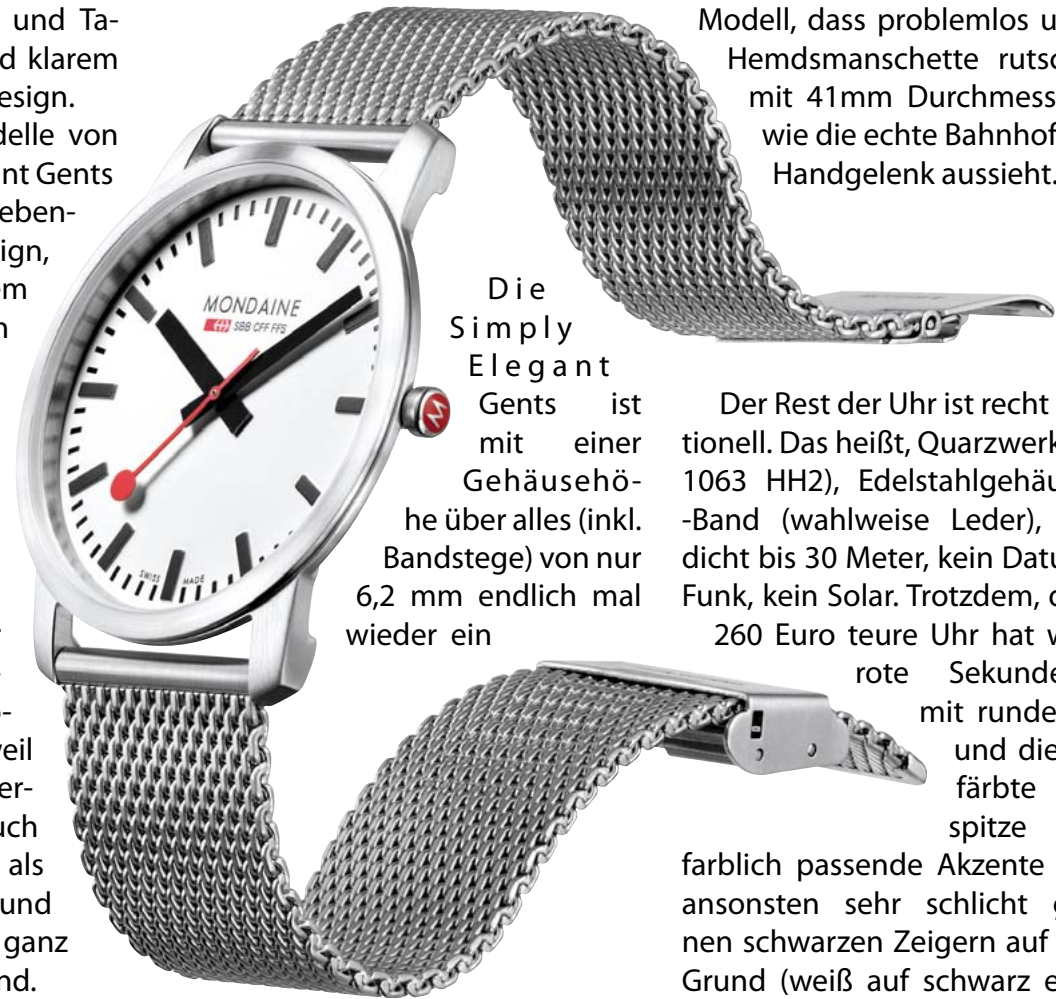 und Ta-
d klarem
esign.
delle von
nt Gents
eben-
ign,
em
n
-
weil
er-
uch
als
und
ganz
nd.
MONDAINE
SBB CFF FFS
SWISS MADE
Die
Simply
Elegant
Gents ist
mit einer
Gehäusehö-
he über alles (inkl.
Bandstege) von nur
6,2 mm endlich mal
wieder ein
Modell, dass problemlos u
Hemdsmanschette rutsc
mit 41mm Durchmess
wie die echte Bahnhof
Handgelenk aussieht.
Der Rest der Uhr ist recht
tionell. Das heißt, Quarzwerk
1063 HH2), Edelstahlgehäu
-Band (wahlweise Leder),
dicht bis 30 Meter, kein Datu
Funk, kein Solar. Trotzdem, d
260 Euro teure Uhr hat w
rote Sekunde
mit runde
und die
färbte
spitze
farblich passende Akzente
ansonsten sehr schlicht g
nen schwarzen Zeigern auf
Grund (weiß auf schwarz e